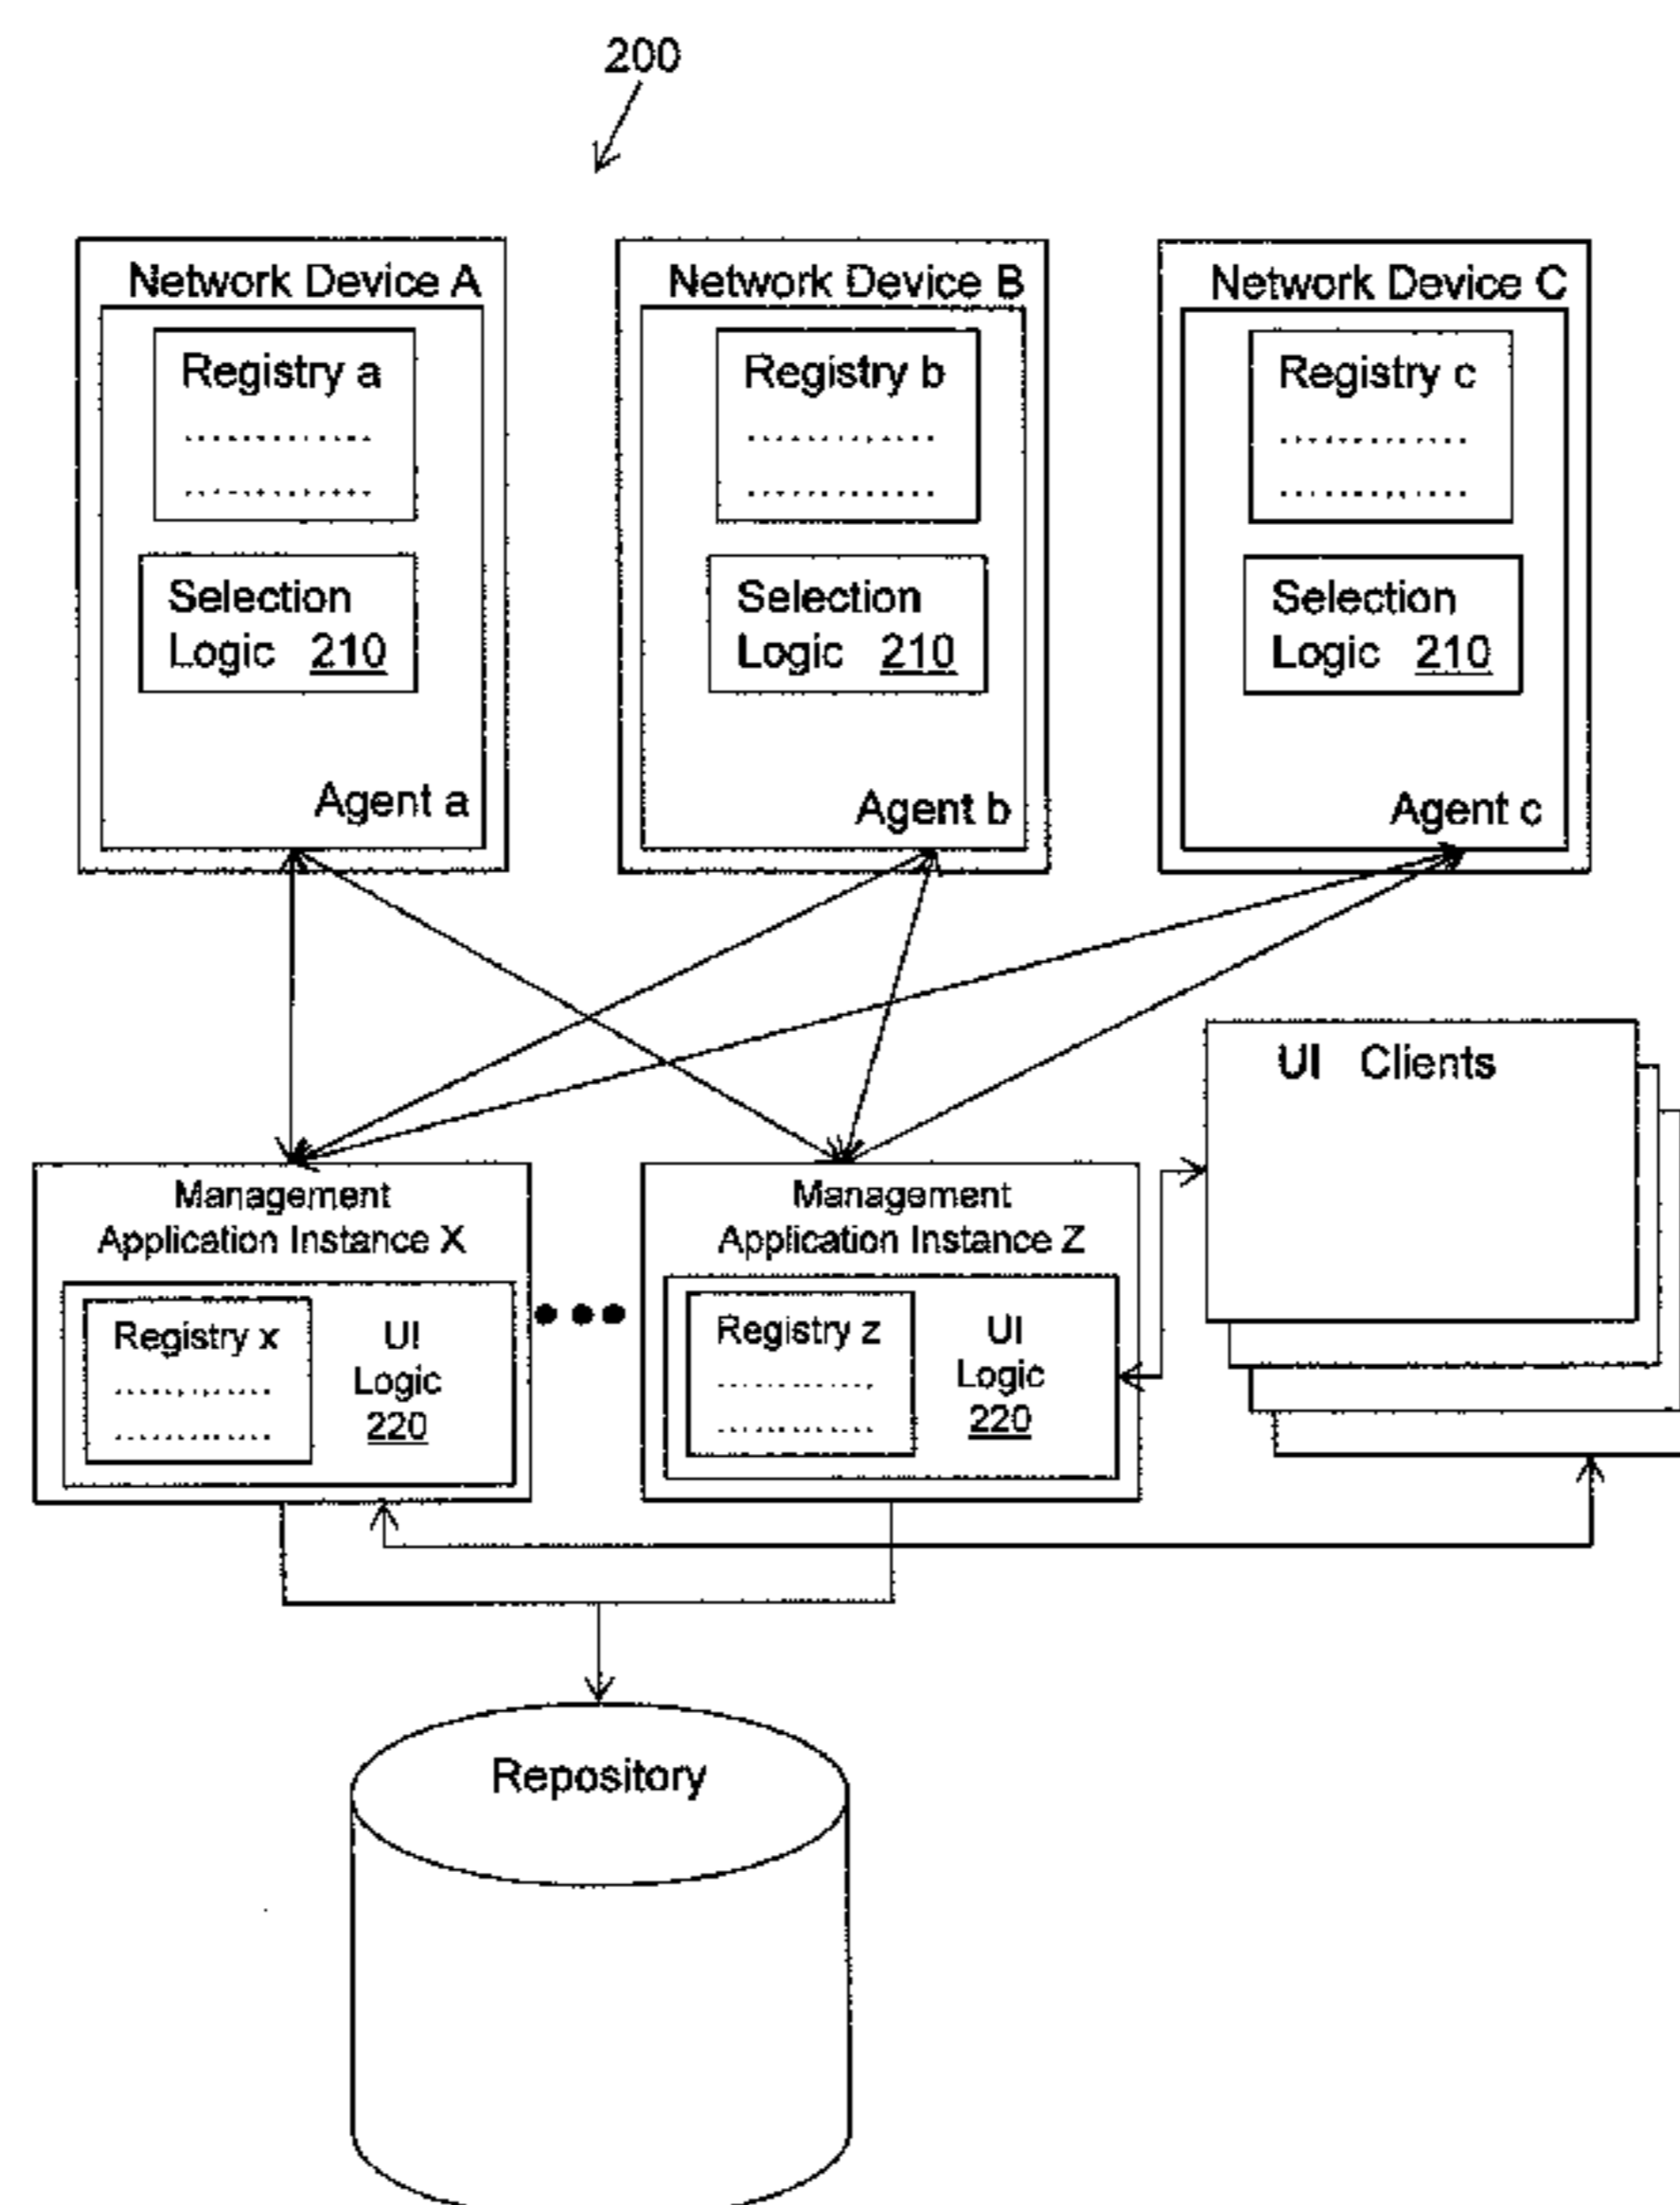 200
Network Device A
Registry a
Selection
Logic 210
Agent a
Network Device B
Registry b
Selection
Logic 210
Agent b
Network Device C
Registry c
Selection
Logic 210
Agent c
UI Clients
Management
Application Instance X
Registry x
UI
Logic
220
Management
Application Instance Z
Registry z
UI
Logic
220
Repository